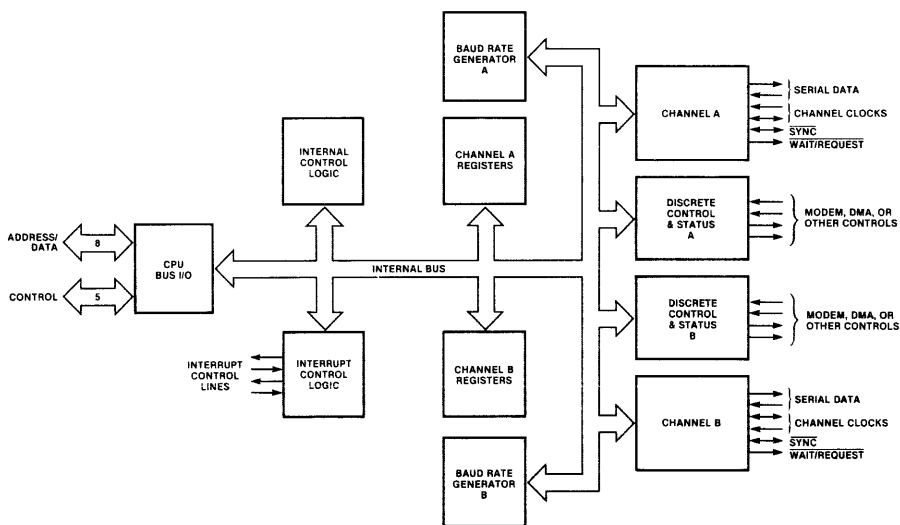 BAUD RATE
GENERATOR
A
CHANNEL A
SERIAL DATA
CHANNEL CLOCKS
SYNC
WAIT/REQUEST
INTERNAL
CONTROL
LOGIC
CHANNEL A
REGISTERS
DISCRETE
CONTROL
& STATUS
A
MODEM, DMA, OR
OTHER CONTROLS
ADDRESS/
DATA
8
CPU
BUS I/O
INTERNAL BUS
CONTROL
5
DISCRETE
CONTROL
& STATUS
B
MODEM, DMA, OR
OTHER CONTROLS
INTERRUPT
CONTROL
LINES
INTERRUPT
CONTROL
LOGIC
CHANNEL B
REGISTERS
CHANNEL B
SERIAL DATA
CHANNEL CLOCKS
SYNC
WAIT/REQUEST
BAUD RATE
GENERATOR
B